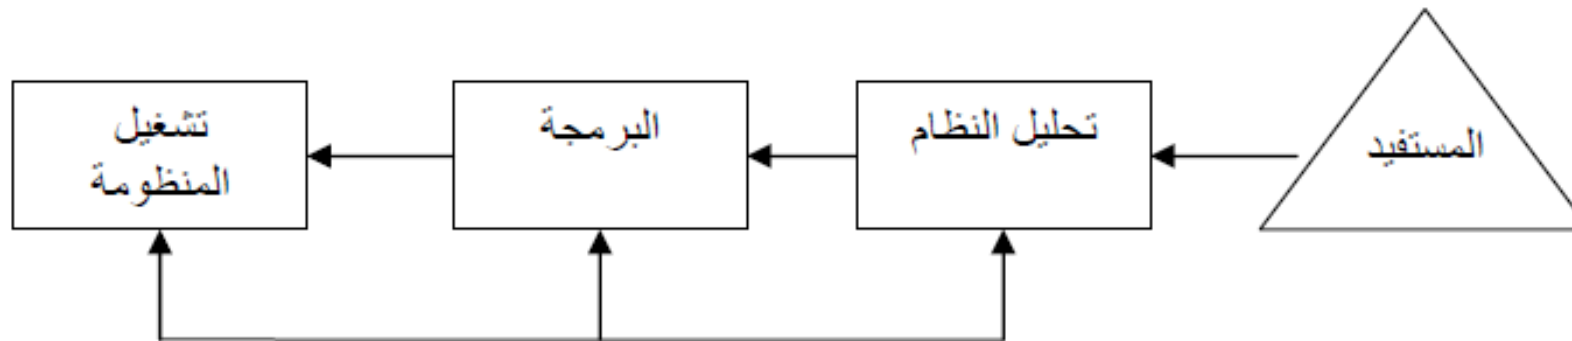 المستفيد
تحليل النظام
البرمجة
تشغيل
المنظومة